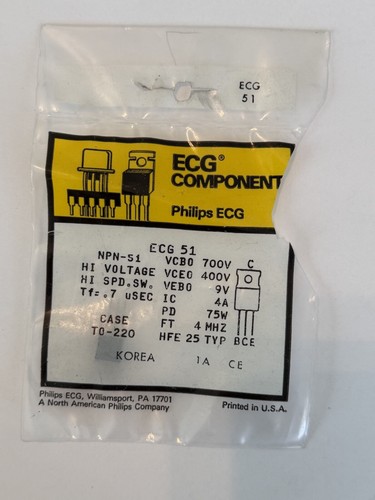 ECG
51
ECG®
COMPONENT
Philips ECG
ECG 51
NPN-51 VCBO 700V C
HI VOLTAGE VCEO 400V
HI SPD.SW. VEBO 9V
Tf=.7 uSEC IC 4A
PD 75W
CASE FT 4 MHZ
TO-220 HFE 25 TYP BCE
KOREA 1A CE
Philips ECG, Williamsport, PA 17701
A North American Philips Company
Printed in U.S.A.